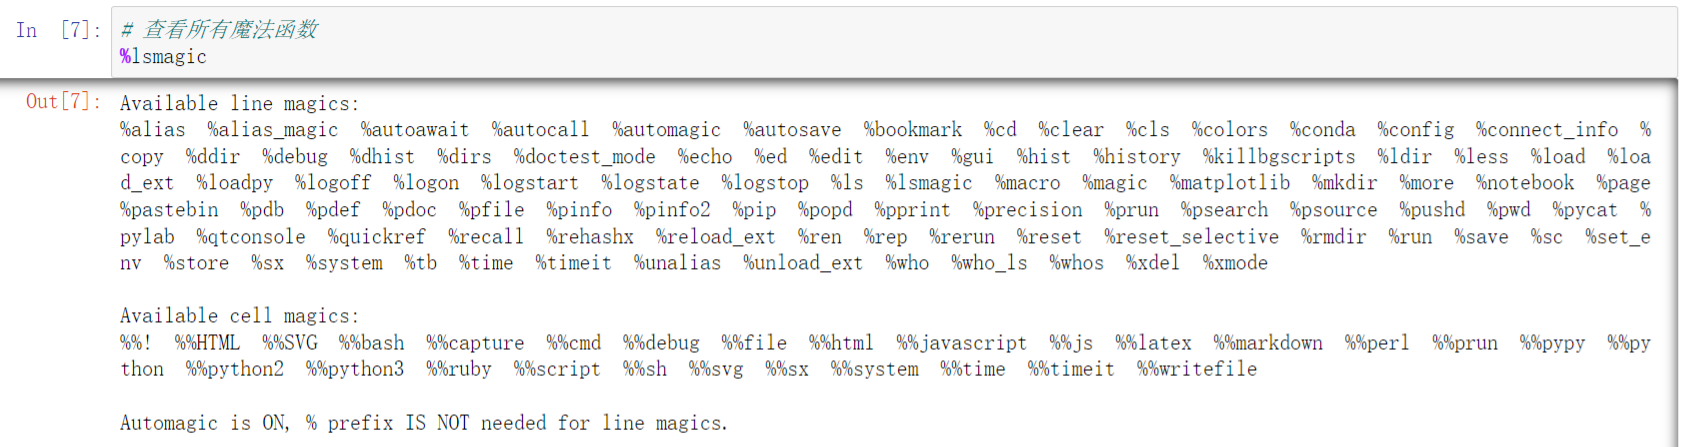 In [7]: # 查看所有魔法函数
%lsmagic
Out[7]: Available line magics:
%alias %alias_magic %autoawait %autocall %automagic %autosave %bookmark %cd %clear %cls %colors %conda %config %connect_info %
copy %ddir %debug %dhist %dirs %doctest_mode %echo %ed %edit %env %gui %hist %history %killbgscripts %ldir %less %load %loa
d_ext %loadpy %logoff %logon %logstart %logstate %logstop %ls %lsmagic %macro %magic %matplotlib %mkdir %more %notebook %page
%pastebin %pdb %pdef %pdoc %pfile %pinfo %pinfo2 %pip %popd %pprint %precision %prun %psearch %psource %pushd %pwd %pycat %
pylab %qtconsole %quickref %recall %rehashx %reload_ext %ren %rep %rerun %reset %reset_selective %rmdir %run %save %sc %set_e
nv %store %sx %system %tb %time %timeit %unalias %unload_ext %who %who_ls %whos %xdel %xmode
Available cell magics:
%%! %%HTML %%SVG %%bash %%capture %%cmd %%debug %%file %%html %%javascript %%js %%latex %%markdown %%perl %%prun %%pypy %%py
thon %%python2 %%python3 %%ruby %%script %%sh %%svg %%sx %%system %%time %%timeit %%writefile
Automagic is ON, % prefix IS NOT needed for line magics.